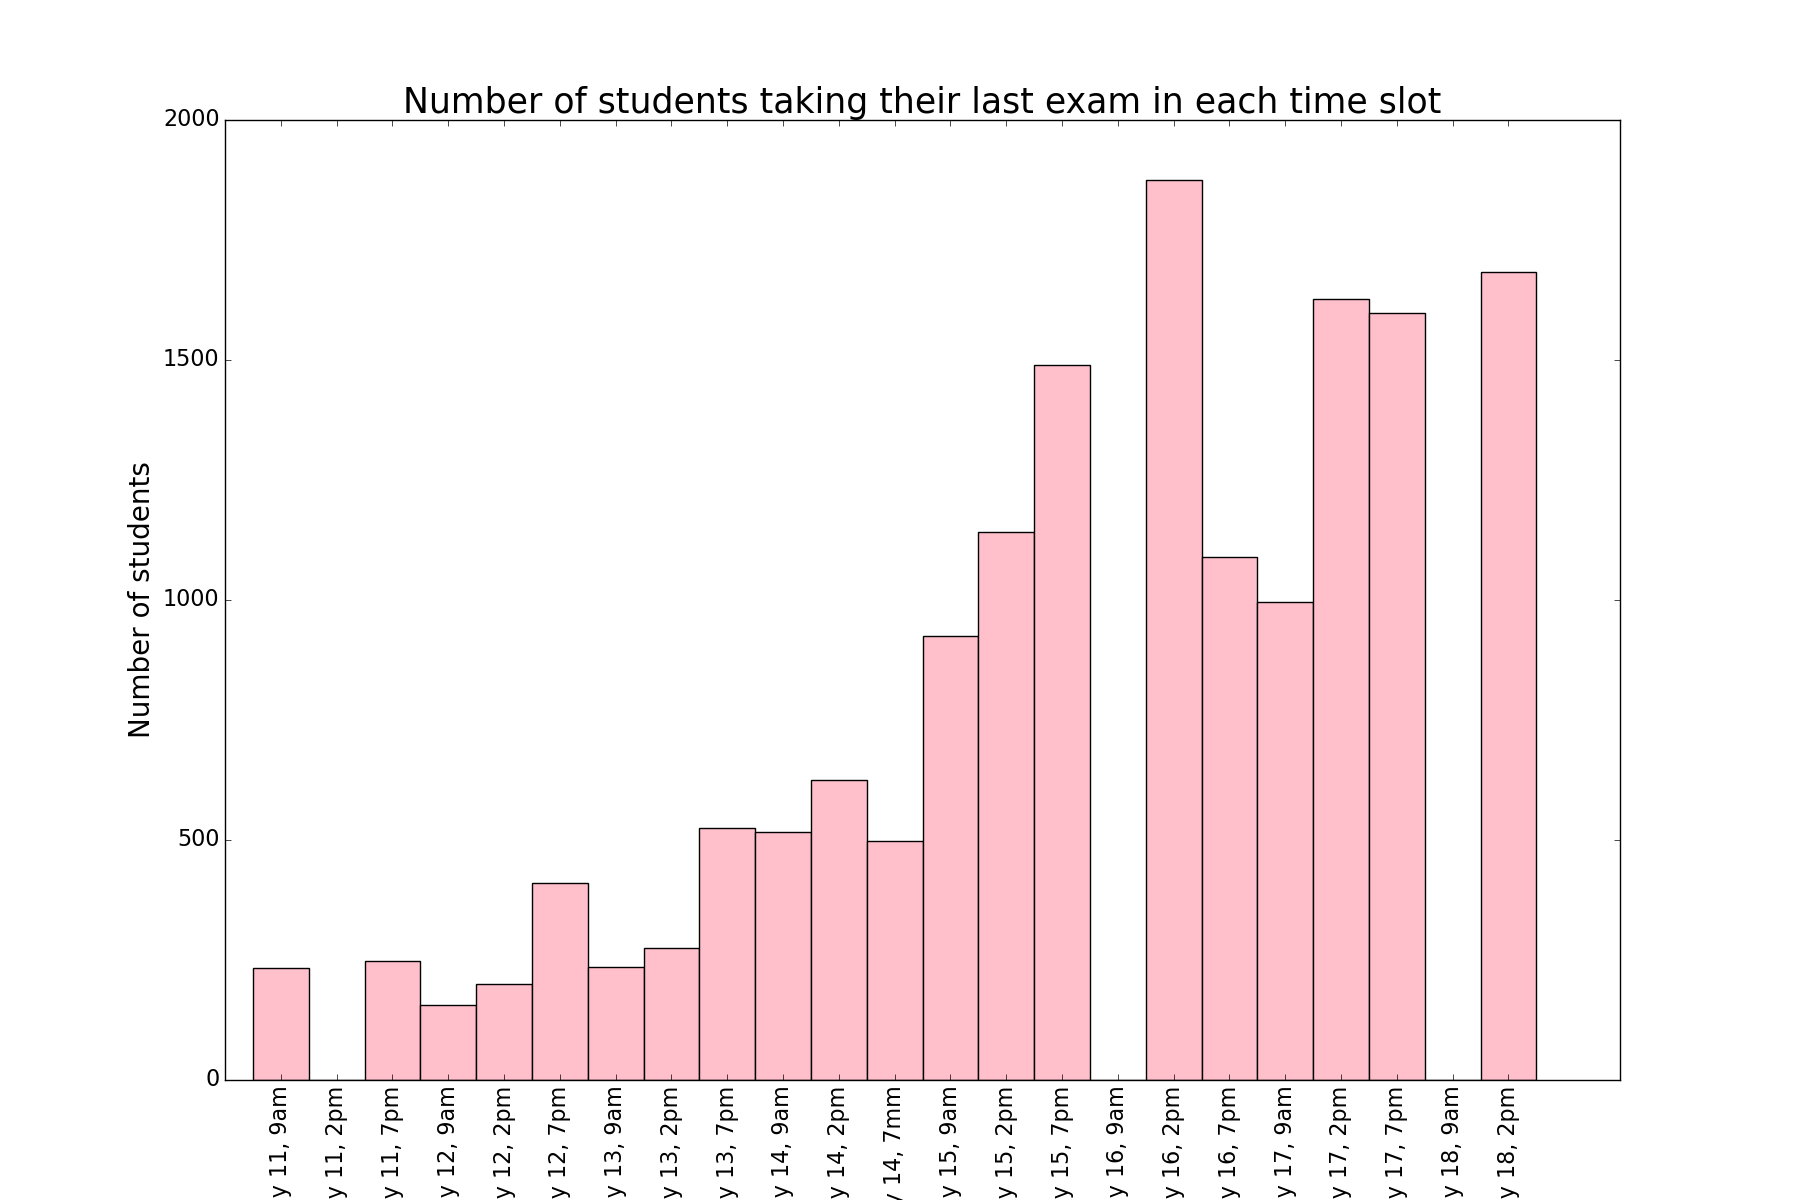 Number of students taking their last exam in each time slot
Number of students
2000
1500
1000
500
0
y 11, 9am
y 11, 2pm
y 11, 7pm
y 12, 9am
y 12, 2pm
y 12, 7pm
y 13, 9am
y 13, 2pm
y 13, 7pm
y 14, 9am
y 14, 2pm
y 14, 7mm
y 15, 9am
y 15, 2pm
y 15, 7pm
y 16, 9am
y 16, 2pm
y 16, 7pm
y 17, 9am
y 17, 2pm
y 17, 7pm
y 18, 9am
y 18, 2pm